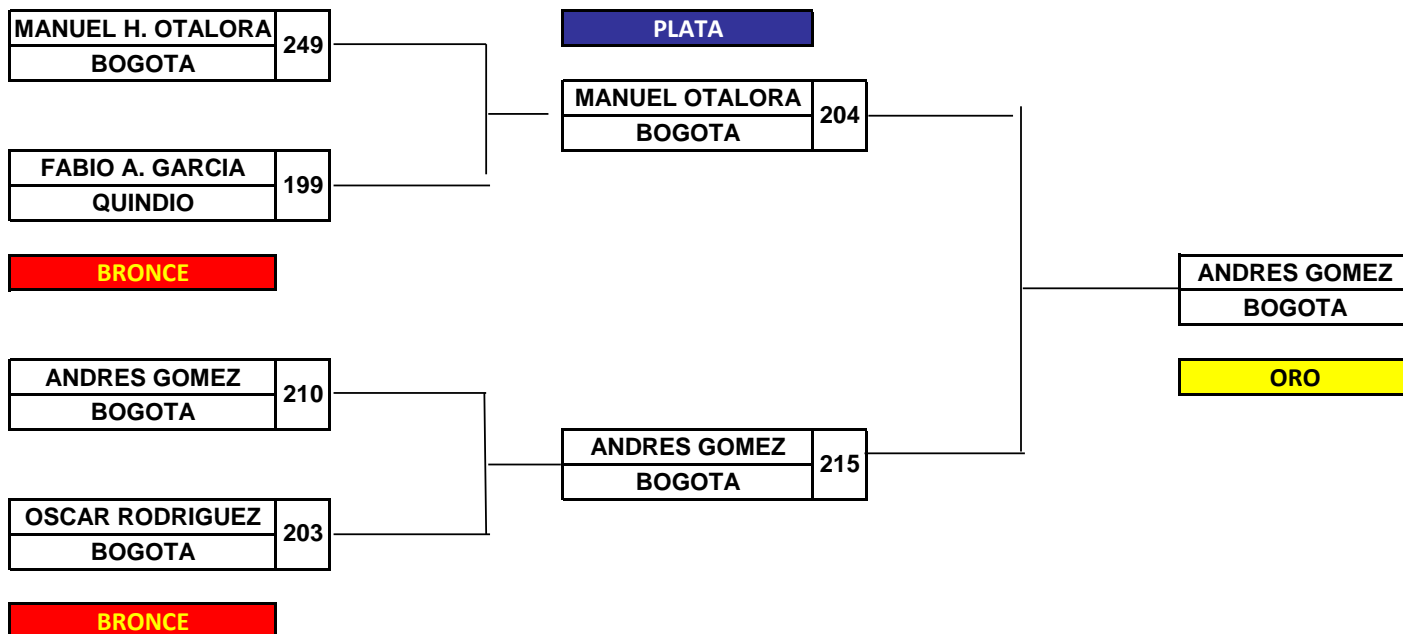 MANUEL H. OTALORA
249
BOGOTA
FABIO A. GARCIA
199
QUINDIO
BRONCE
ANDRES GOMEZ
210
BOGOTA
OSCAR RODRIGUEZ
203
BOGOTA
BRONCE
PLATA
MANUEL OTALORA
204
BOGOTA
ANDRES GOMEZ
215
BOGOTA
ANDRES GOMEZ
BOGOTA
ORO